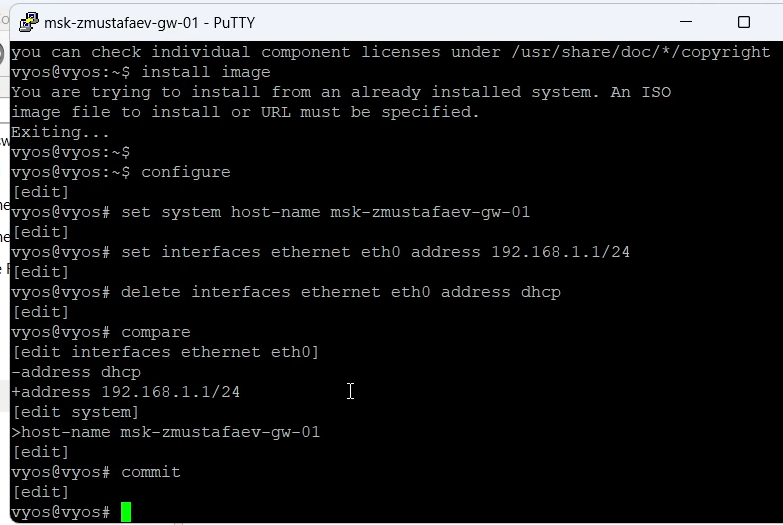 msk-zmustafaev-gw-01 - PuTTY
you can check individual component licenses under /usr/share/doc/*/copyright
vyos@vyos:~$ install image
You are trying to install from an already installed system. An ISO
image file to install or URL must be specified.
Exiting...
vyos@vyos:~$
vyos@vyos:~$ configure
[edit]
vyos@vyos# set system host-name msk-zmustafaev-gw-01
[edit]
vyos@vyos# set interfaces ethernet eth0 address 192.168.1.1/24
[edit]
vyos@vyos# delete interfaces ethernet eth0 address dhcp
[edit]
vyos@vyos# compare
[edit interfaces ethernet eth0]
-address dhcp
+address 192.168.1.1/24
[edit system]
>host-name msk-zmustafaev-gw-01
[edit]
vyos@vyos# commit
[edit]
vyos@vyos#